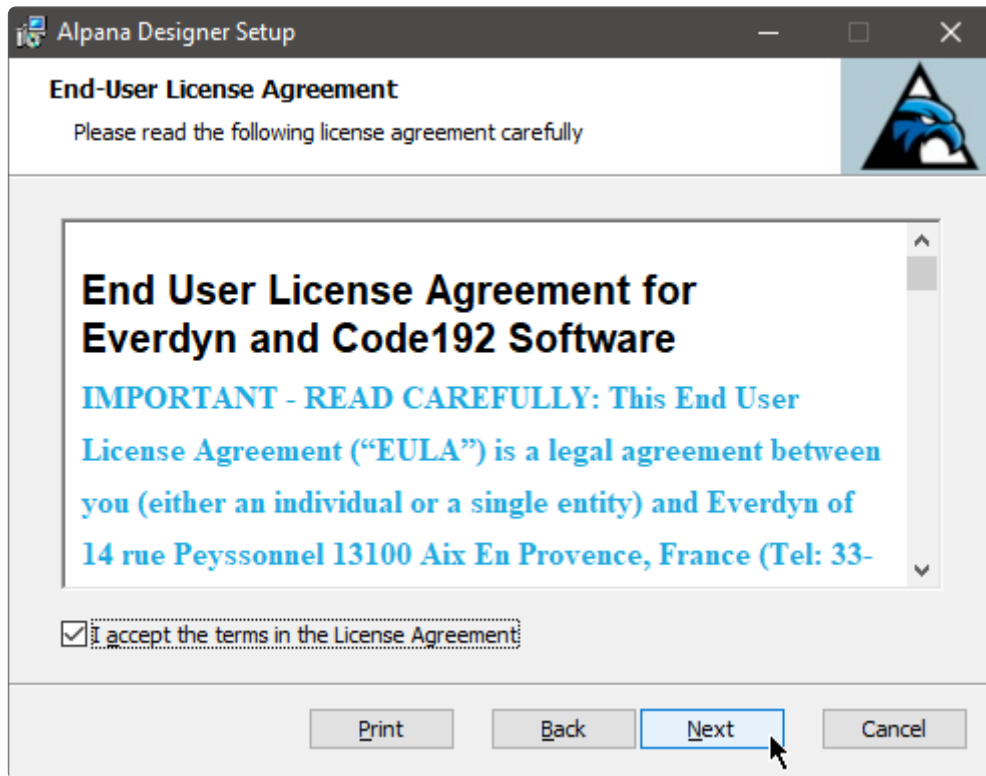 Alpana Designer Setup
End-User License Agreement
Please read the following license agreement carefully
End User License Agreement for
Everdyn and Code192 Software
IMPORTANT - READ CAREFULLY: This End User
License Agreement (“EULA”) is a legal agreement between
you (either an individual or a single entity) and Everdyn of
14 rue Peyssonnel 13100 Aix En Provence, France (Tel: 33-
I accept the terms in the License Agreement
Print Back Next Cancel